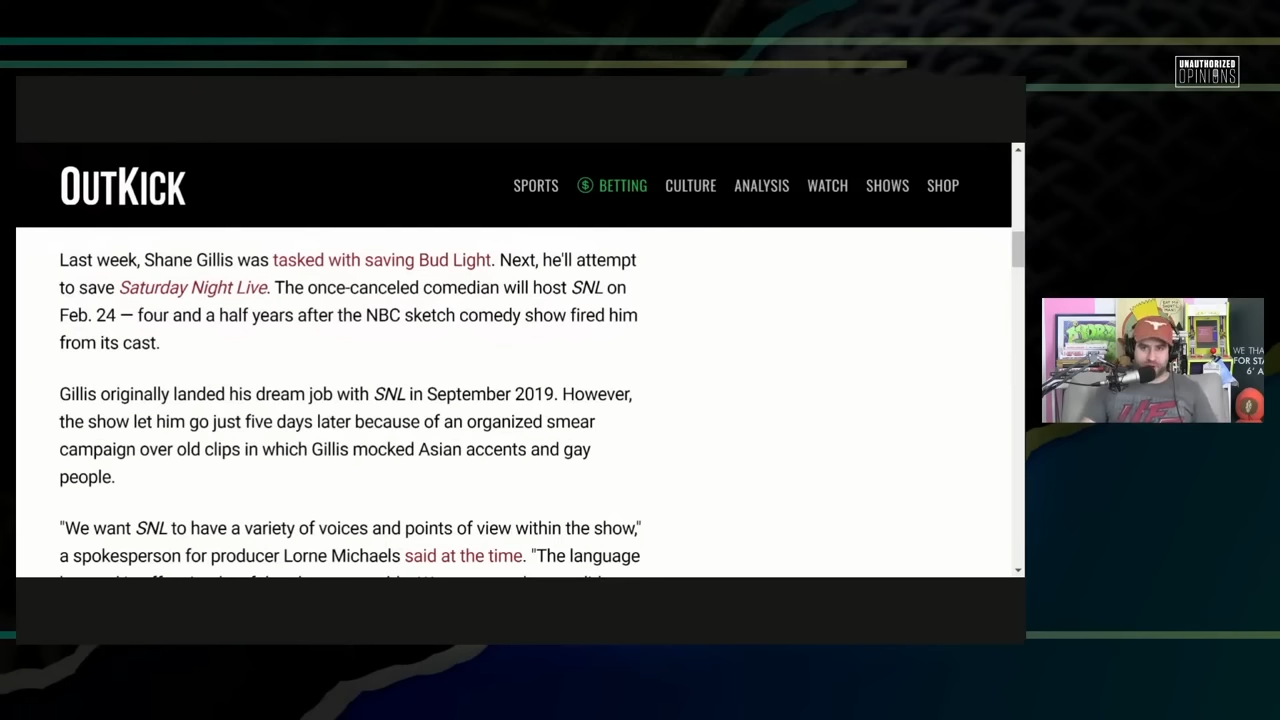 UNAUTHORIZED
OPINIONS
OUTKICK
SPORTS
$ BETTING
CULTURE
ANALYSIS
WATCH
SHOWS
SHOP
Last week, Shane Gillis was tasked with saving Bud Light. Next, he'll attempt
to save Saturday Night Live. The once-canceled comedian will host SNL on
Feb. 24 — four and a half years after the NBC sketch comedy show fired him
from its cast.
Gillis originally landed his dream job with SNL in September 2019. However,
the show let him go just five days later because of an organized smear
campaign over old clips in which Gillis mocked Asian accents and gay
people.
"We want SNL to have a variety of voices and points of view within the show,"
a spokesperson for producer Lorne Michaels said at the time. "The language
WE THA
FOR STA
6' A